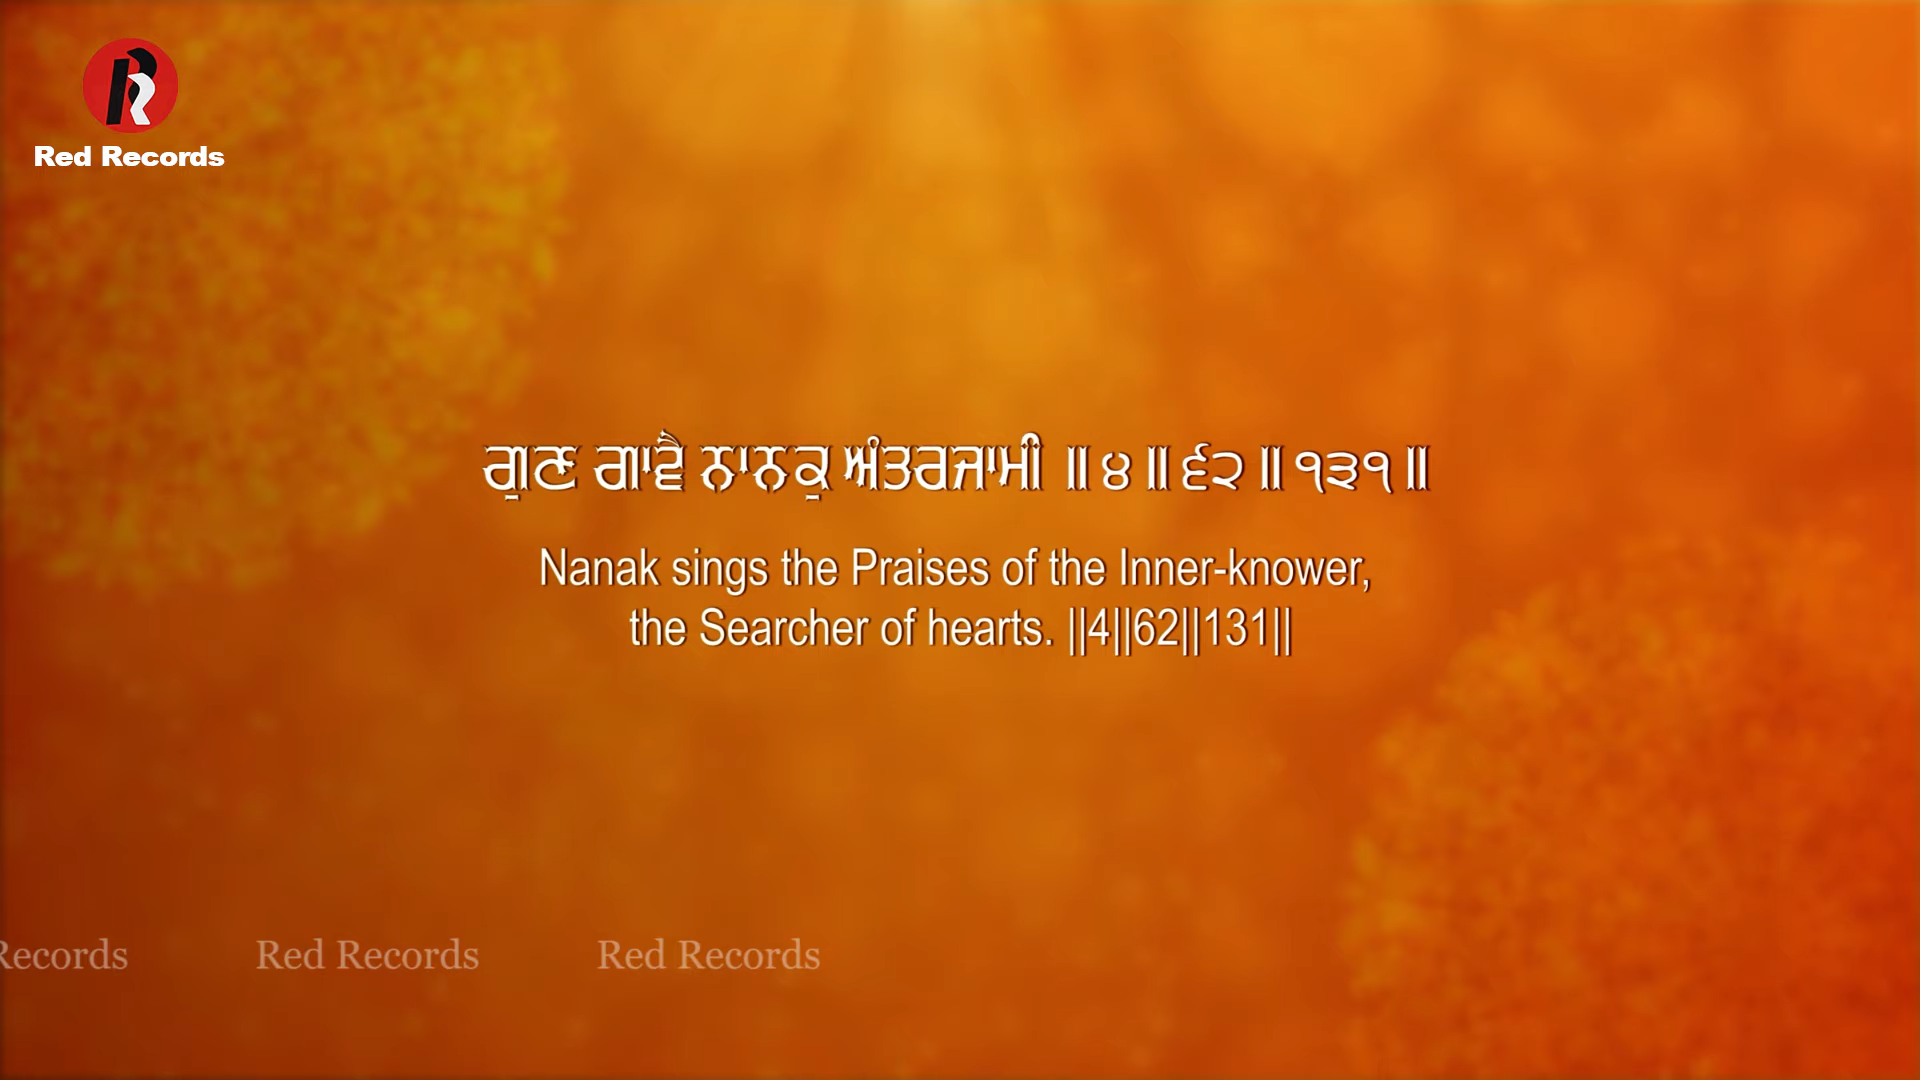 Red Records
ਗੁਣ ਗਾਵੈ ਨਾਨਕੁ ਅੰਤਰਜਾਮੀ ॥੪॥੬੨॥੧੩੧॥
Nanak sings the Praises of the Inner-knower,
the Searcher of hearts. ||4||62||131||
Records Red Records Red Records